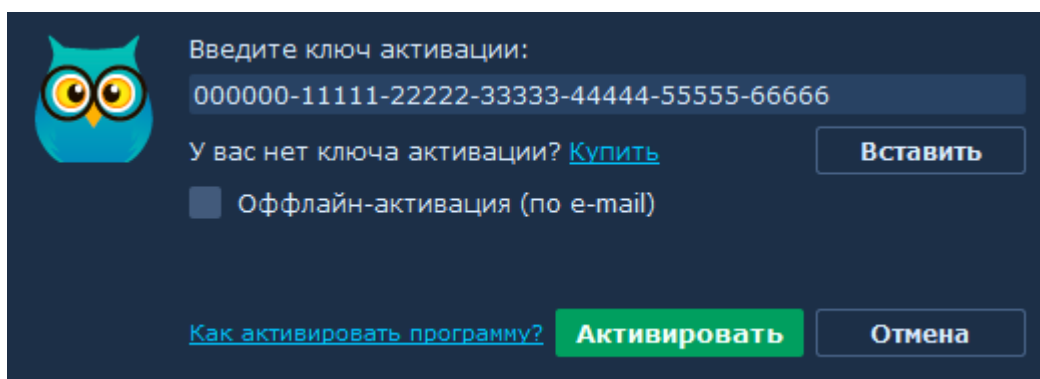 Введите ключ активации:
000000-11111-22222-33333-44444-55555-66666
У вас нет ключа активации? Купить
Вставить
Оффлайн-активация (по e-mail)
Как активировать программу?
Активировать
Отмена